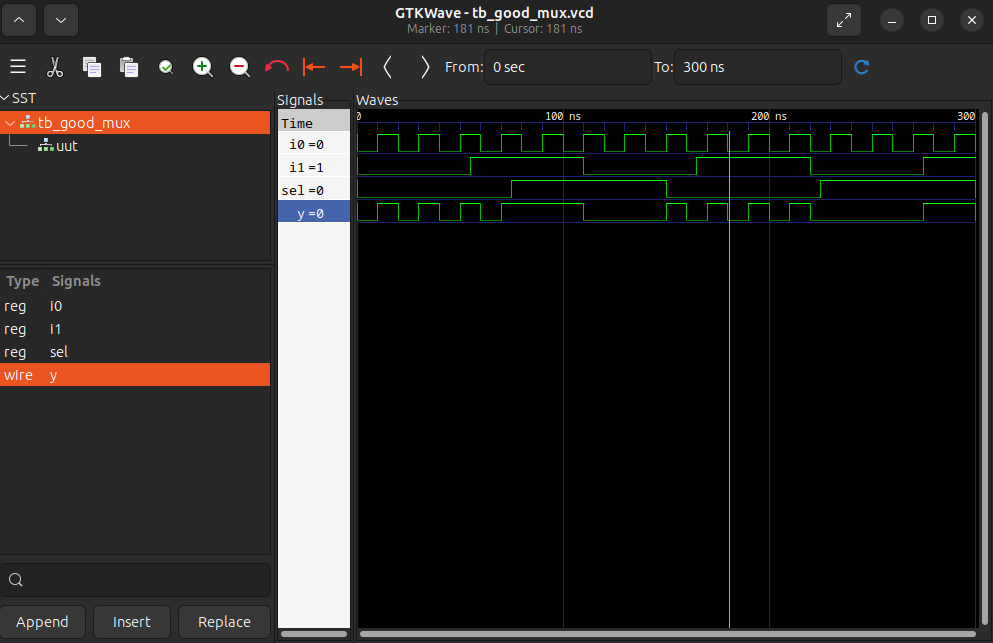 GTKWave - tb_good_mux.vcd
Marker: 181 ns | Cursor: 181 ns
From: 0 sec To: 300 ns
SST
tb_good_mux
uut
Type Signals
reg i0
reg i1
reg sel
wire y
Append Insert Replace
Signals
Time
i0=0
i1=1
sel=0
y=0
Waves
0 100 ns 200 ns 300